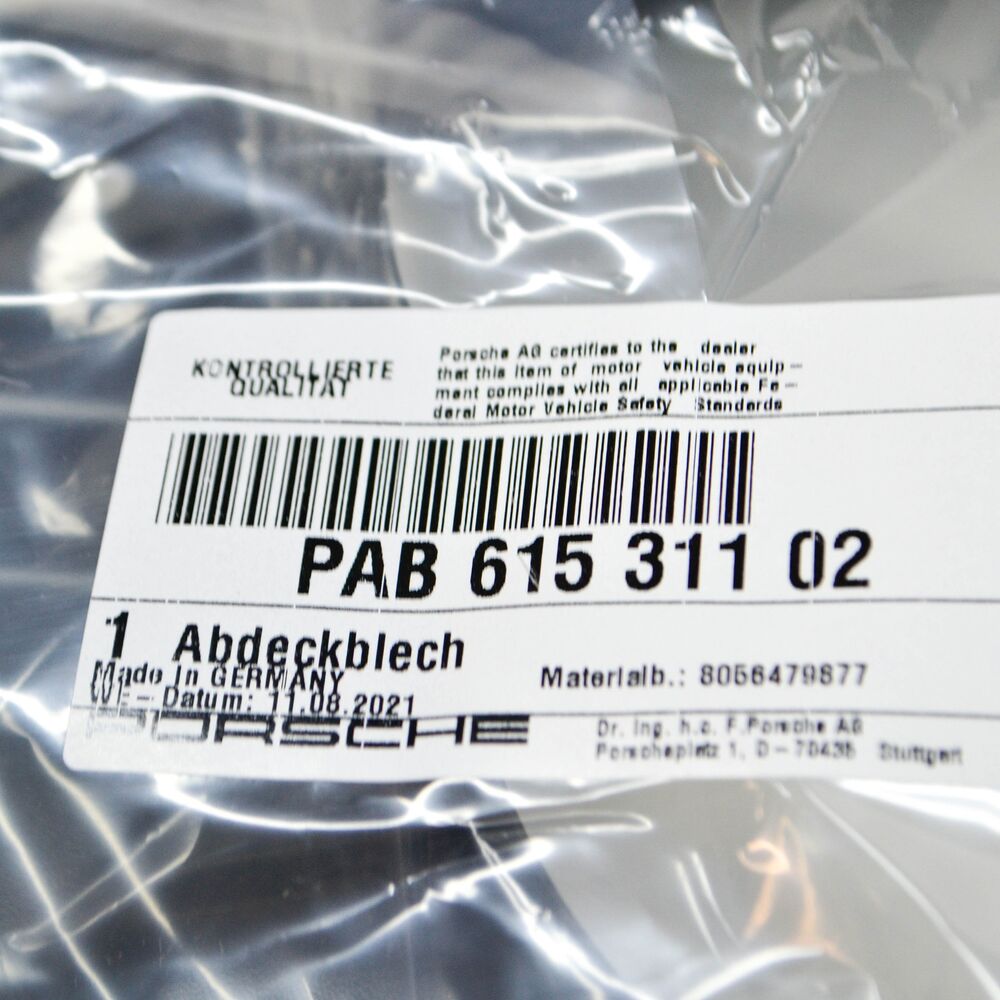 KONTROLLIERTE
QUALITÄT
Porsche AG certifies to the dealer
that this item of motor vehicle equip-
ment complies with all applicable Fe-
deral Motor Vehicle Safety Standards
PAB 615 311 02
1 Abdeckblech
Made in GERMANY
WE-Datum: 11.08.2021
Materialb.: 8056479877
PORSCHE
Dr. Ing. h.c. F.Porsche AG
Porscheplatz 1, D-70435 Stuttgart